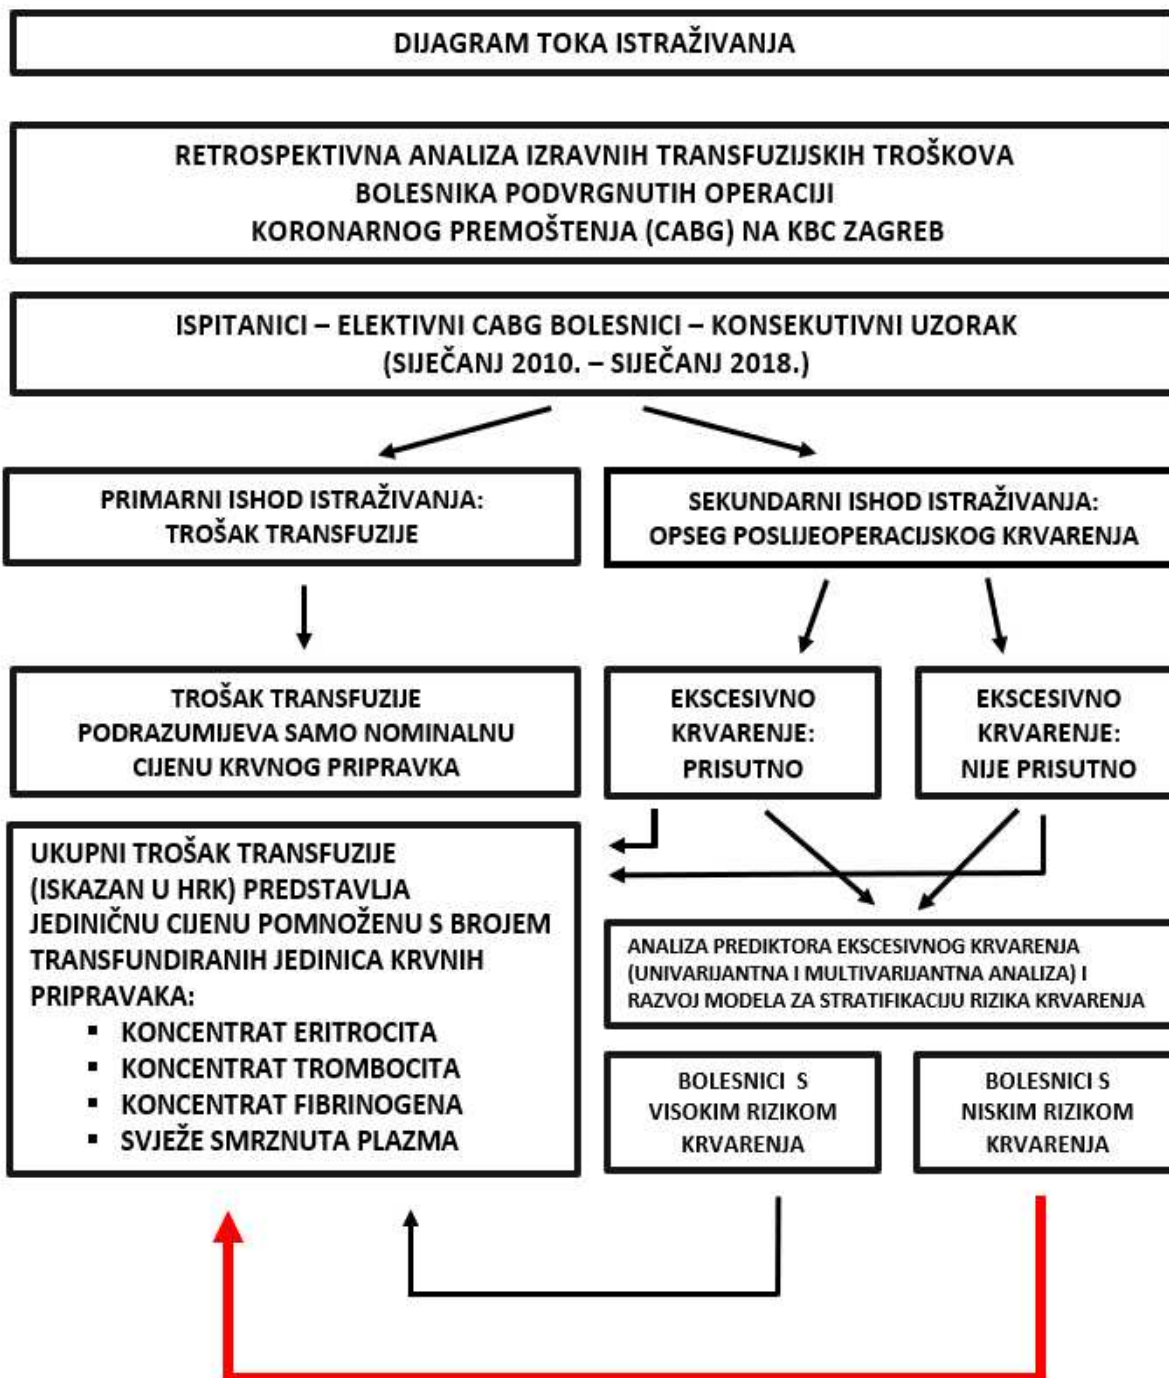 DIJAGRAM TOKA ISTRAŽIVANJA
RETROSPEKTIVNA ANALIZA IZRAVNIH TRANSFUZIJSKIH TROŠKOVA
BOLESNIKA PODVRGNUTIH OPERACIJI
KORONARNOG PREMOŠTENJA (CABG) NA KBC ZAGREB
ISPITANICI – ELEKTIVNI CABG BOLESNICI – KONSEKUTIVNI UZORAK
(SIJEČANJ 2010. – SIJEČANJ 2018.)
PRIMARNI ISHOD ISTRAŽIVANJA:
TROŠAK TRANSFUZIJE
SEKUNDARNI ISHOD ISTRAŽIVANJA:
OPSEG POSLIJEOPERACIJSKOG KRVARENJA
TROŠAK TRANSFUZIJE
PODRAZUMIJEVA SAMO NOMINALNU
CIJENU KRVNOG PRIPRAVKA
EKSCESIVNO
KRVARENJE:
PRISUTNO
EKSCESIVNO
KRVARENJE:
NIJE PRISUTNO
UKUPNI TROŠAK TRANSFUZIJE
(ISKAZAN U HRK) PREDSTAVLJA
JEDINIČNU CIJENU POMNOŽENU S BROJEM
TRANSFUNDIRANIH JEDINICA KRVNIH
PRIPRAVAKA:
▪ KONCENTRAT ERITROCITA
▪ KONCENTRAT TROMBOCITA
▪ KONCENTRAT FIBRINOGENA
▪ SVJEŽE SMRZNUTA PLAZMA
ANALIZA PREDIKTORA EKSCESIVNOG KRVARENJA
(UNIVARIJANTNA I MULTIVARIJANTNA ANALIZA) I
RAZVOJ MODELA ZA STRATIFIKACIJU RIZIKA KRVARENJA
BOLESNICI S
VISOKIM RIZIKOM
KRVARENJA
BOLESNICI S
NISKIM RIZIKOM
KRVARENJA